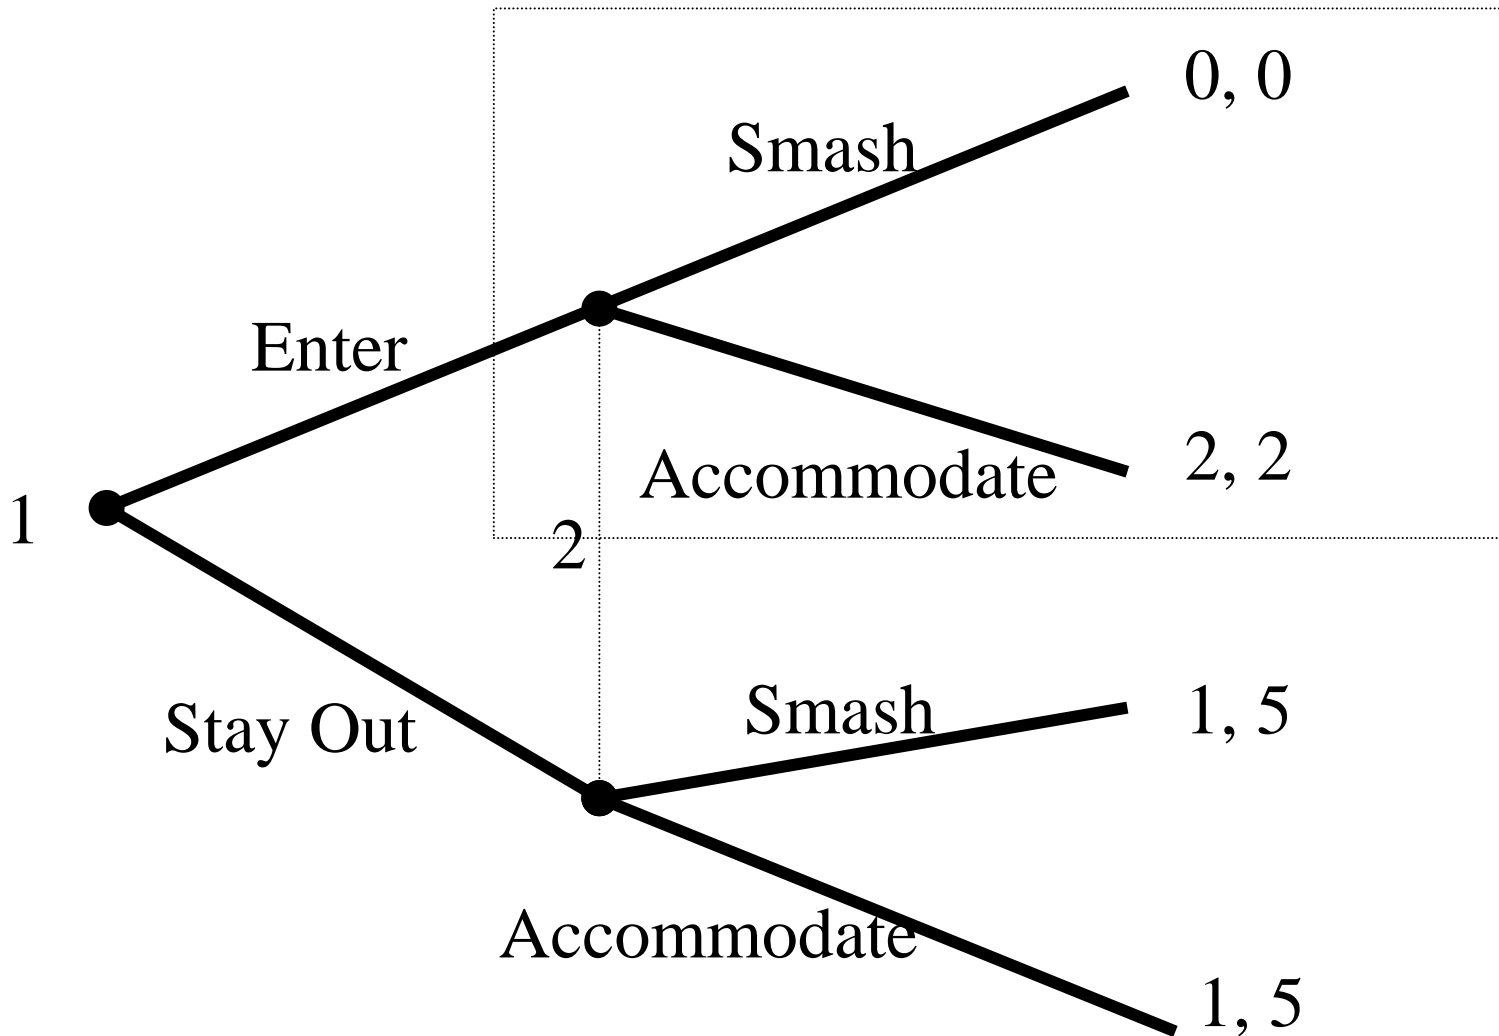 0, 0
Smash
Enter
2, 2
Accommodate
1
2
Smash
1, 5
Stay Out
Accommodate
1, 5